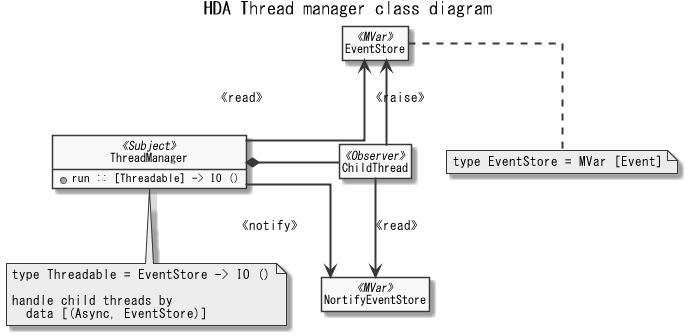 HDA Thread manager class diagram
《MVar》
EventStore
《read》
《raise》
《Subject》
ThreadManager
run :: [Threadable] -> IO ()
《Observer》
ChildThread
type EventStore = MVar [Event]
《notify》
《read》
type Threadable = EventStore -> IO ()
handle child threads by
data [(Async, EventStore)]
《MVar》
NortifyEventStore